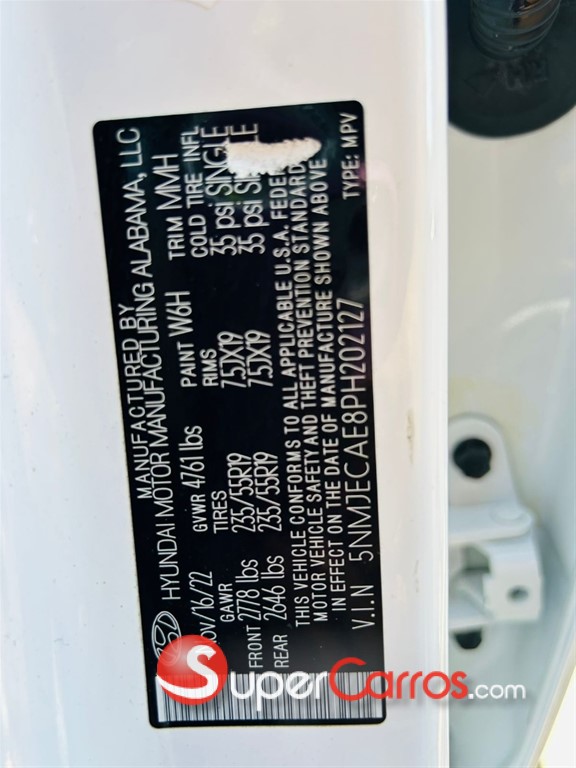 MANUFACTURED BY
HYUNDAI MOTOR MANUFACTURING ALABAMA, LLC
16/22 GVWR 4761 lbs PAINT W6H TRIM MMH
GAWR TIRES RIMS COLD TIRE INFL
FRONT 2778 lbs 235/55R19 7.5JX19 35 psi SINGLE
REAR 2646 lbs 235/55R19 7.5JX19 35 psi
THIS VEHICLE CONFORMS TO ALL APPLICABLE U.S.A. FEDERAL
MOTOR VEHICLE SAFETY AND THEFT PREVENTION STANDARDS
IN EFFECT ON THE DATE OF MANUFACTURE SHOWN ABOVE
V.I.N 5NMJECAE8PH202127 TYPE: MPV
SuperCarros.com